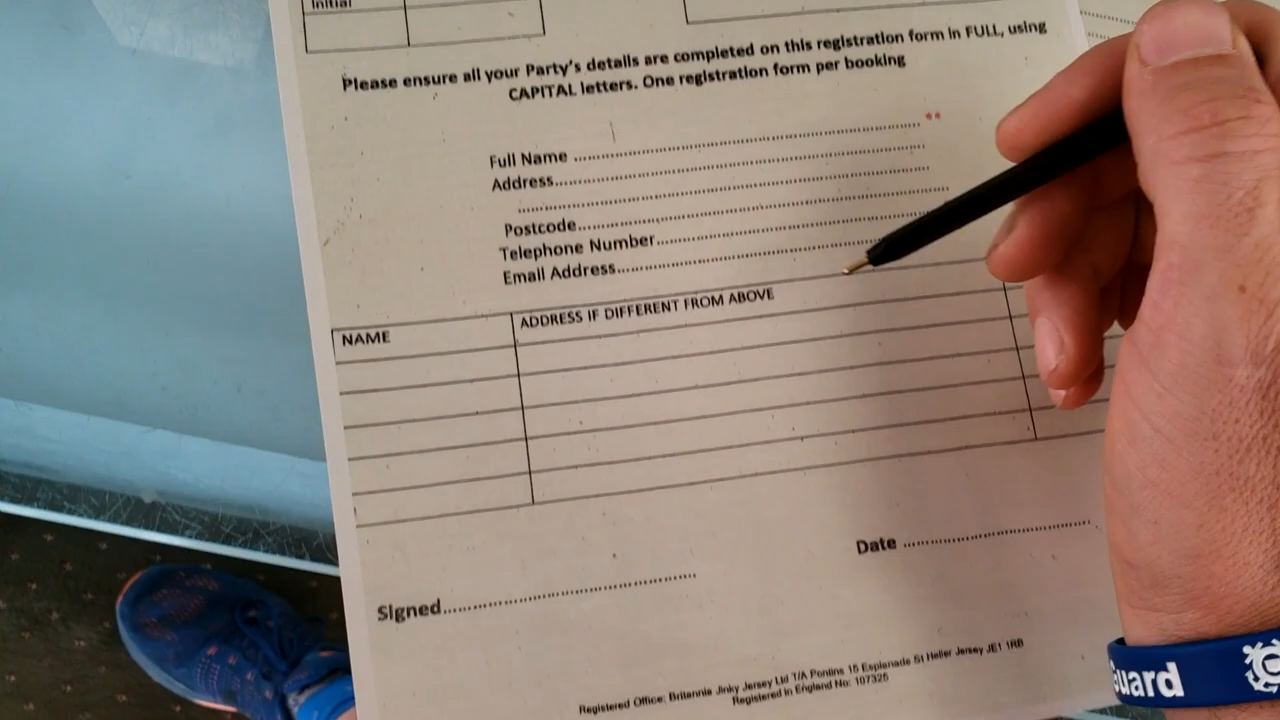 Initial
Please ensure all your Party's details are completed on this registration form in FULL, using
CAPITAL letters. One registration form per booking
Full Name ................................................ **
Address................................................
................................................
Postcode................................................
Telephone Number................................................
Email Address................................................
NAME
ADDRESS IF DIFFERENT FROM ABOVE
Date ................................
Signed................................................
Registered Office: Britannia Jinky Jersey Ltd T/A Pontins 15 Esplanade St Helier Jersey JE1 1RB
Registered in England No: 107325
uard